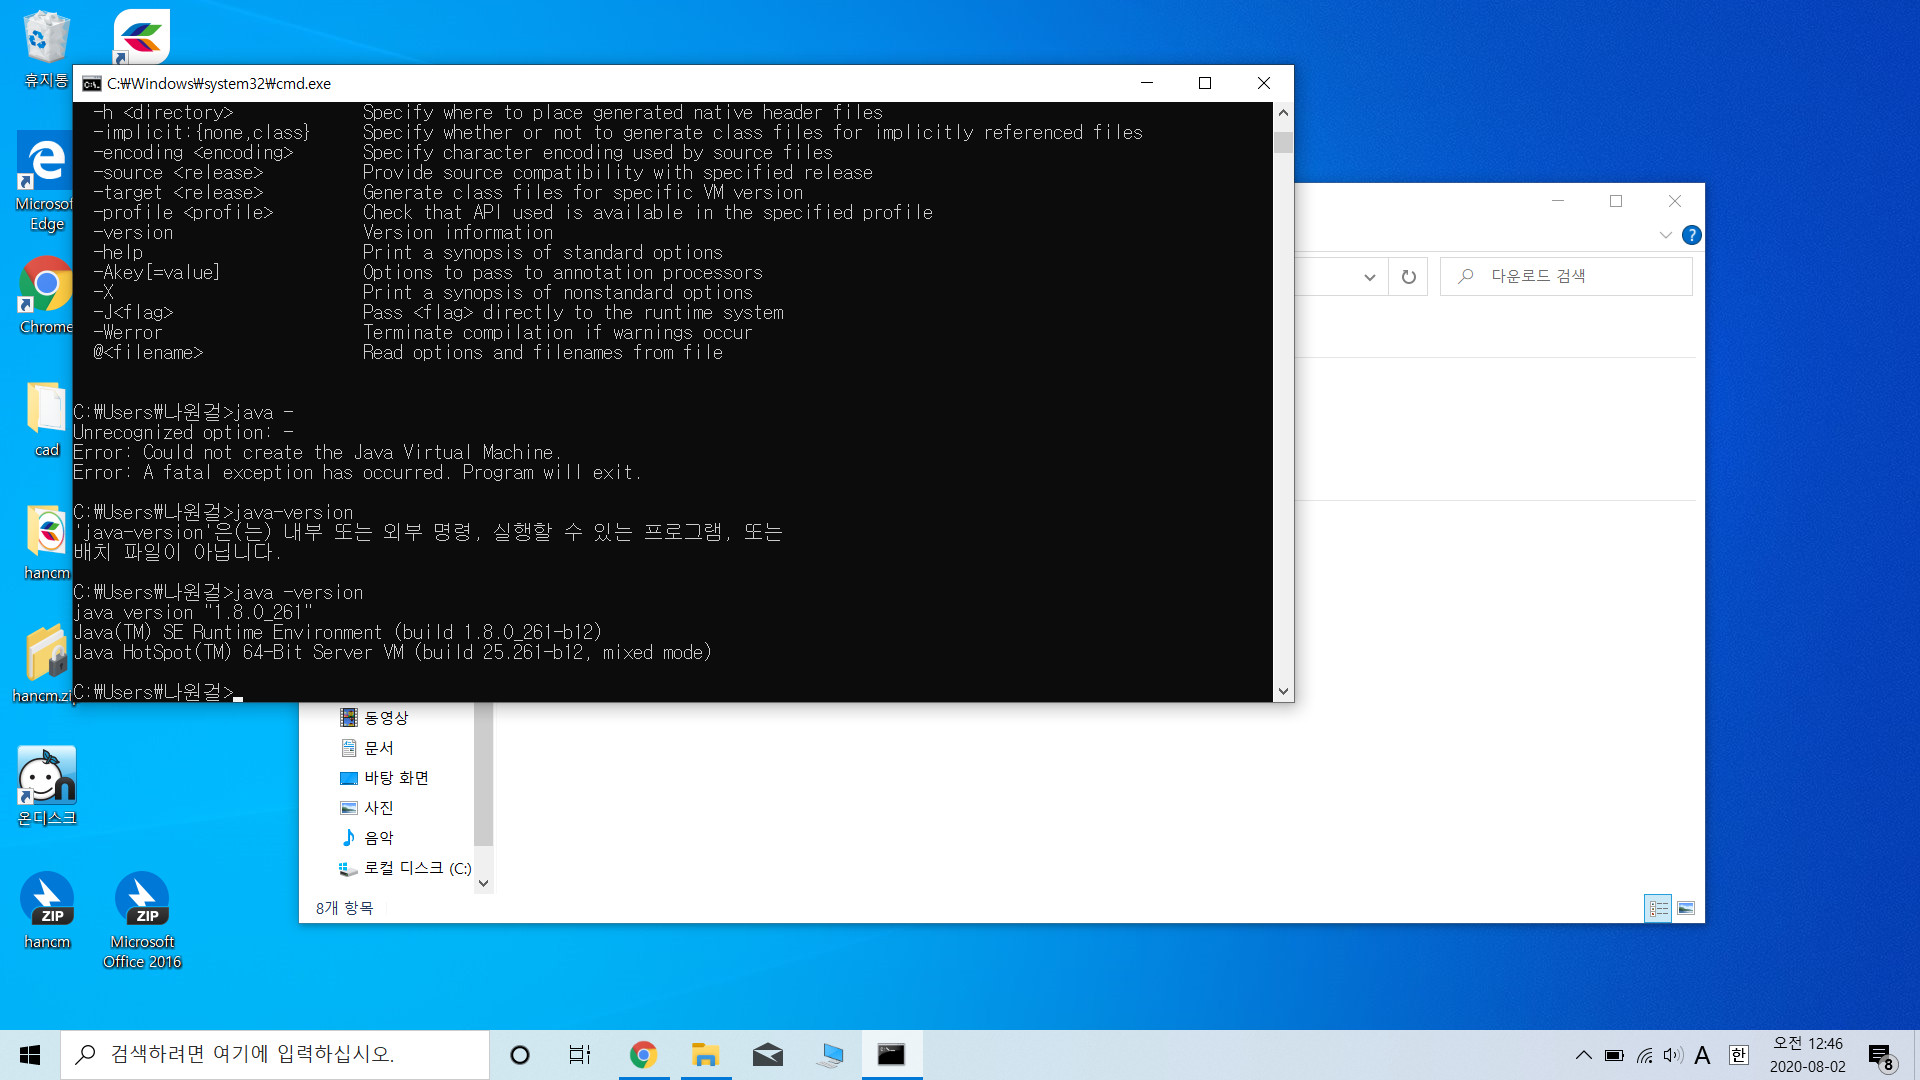 휴지통
C:\Windows\system32\cmd.exe
-h <directory> Specify where to place generated native header files
-implicit:{none,class} Specify whether or not to generate class files for implicitly referenced files
-encoding <encoding> Specify character encoding used by source files
-source <release> Provide source compatibility with specified release
-target <release> Generate class files for specific VM version
-profile <profile> Check that API used is available in the specified profile
-version Version information
-help Print a synopsis of standard options
-Akey[=value] Options to pass to annotation processors
-X Print a synopsis of nonstandard options
-J<flag> Pass <flag> directly to the runtime system
-Werror Terminate compilation if warnings occur
@<filename> Read options and filenames from file
C:\Users\나원걸>java -
Unrecognized option: -
Error: Could not create the Java Virtual Machine.
Error: A fatal exception has occurred. Program will exit.
C:\Users\나원걸>java-version
'java-version'은(는) 내부 또는 외부 명령, 실행할 수 있는 프로그램, 또는
배치 파일이 아닙니다.
C:\Users\나원걸>java -version
java version "1.8.0_261"
Java(TM) SE Runtime Environment (build 1.8.0_261-b12)
Java HotSpot(TM) 64-Bit Server VM (build 25.261-b12, mixed mode)
C:\Users\나원걸>
Microsof
Edge
Chrome
cad
hancm
hancm.zi
온디스크
ZIP
hancm
ZIP
Microsoft
Office 2016
다운로드 검색
동영상
문서
바탕 화면
사진
음악
로컬 디스크 (C:)
8개 항목
검색하려면 여기에 입력하십시오.
A
한
오전 12:46
2020-08-02
8